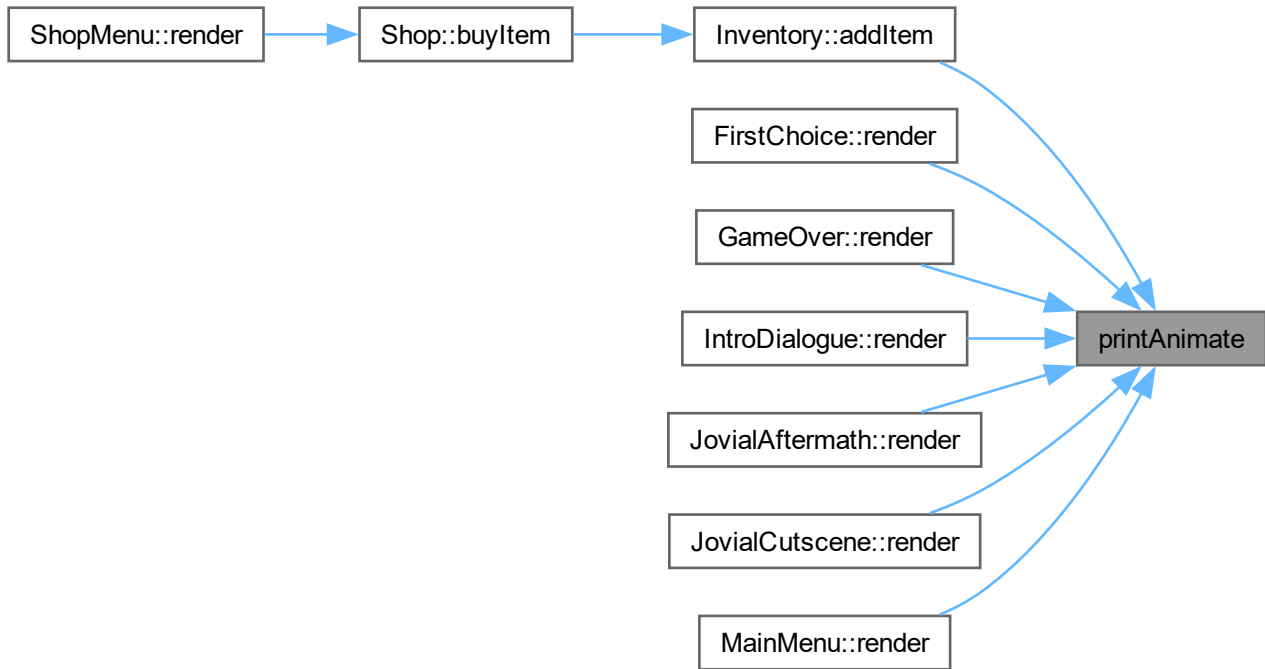 ShopMenu::render
Shop::buyItem
Inventory::addItem
FirstChoice::render
GameOver::render
IntroDialogue::render
printAnimate
JovialAftermath::render
JovialCutscene::render
MainMenu::render